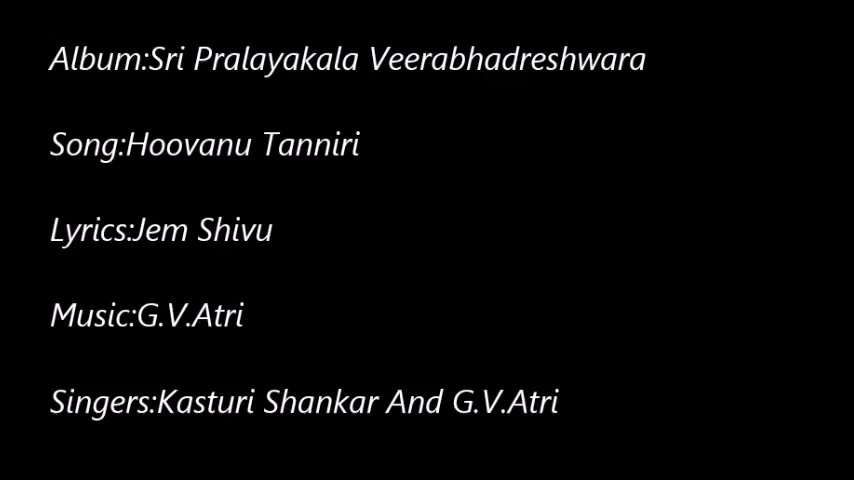 Album:Sri Pralayakala Veerabhadreshwara
Song:Hoovanu Tanniri
Lyrics:Jem Shivu
Music:G.V.Atri
Singers:Kasturi Shankar And G.V.Atri